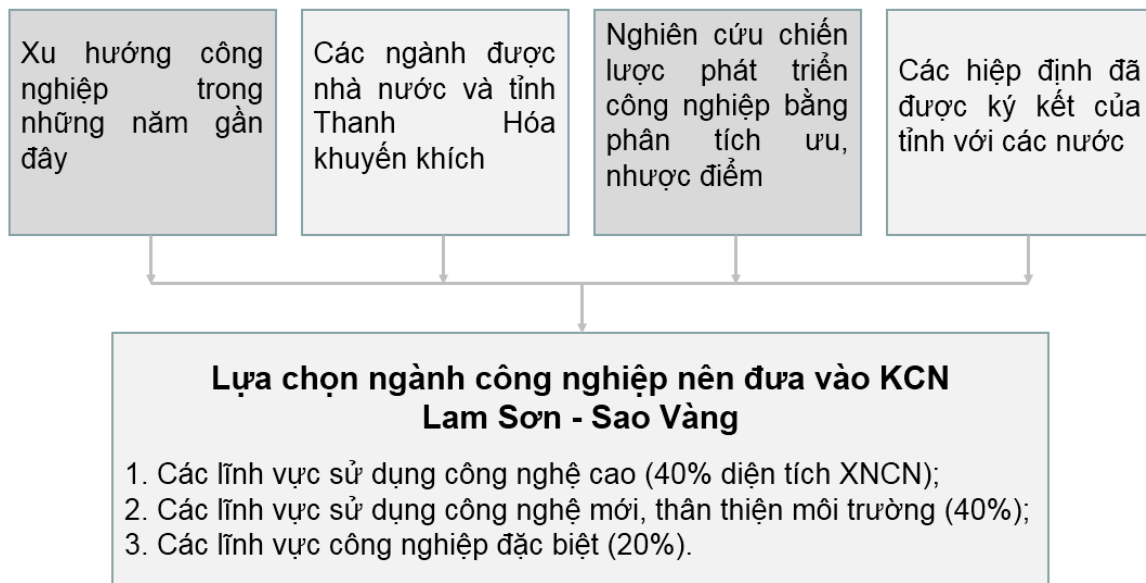 Xu hướng công
nghiệp trong
những năm gần
đây
Các ngành được
nhà nước và tỉnh
Thanh Hóa
khuyến khích
Nghiên cứu chiến
lược phát triển
công nghiệp bằng
phân tích ưu,
nhược điểm
Các hiệp định đã
được ký kết của
tỉnh với các nước
Lựa chọn ngành công nghiệp nên đưa vào KCN
Lam Sơn - Sao Vàng
1. Các lĩnh vực sử dụng công nghệ cao (40% diện tích XNCN);
2. Các lĩnh vực sử dụng công nghệ mới, thân thiện môi trường (40%);
3. Các lĩnh vực công nghiệp đặc biệt (20%).